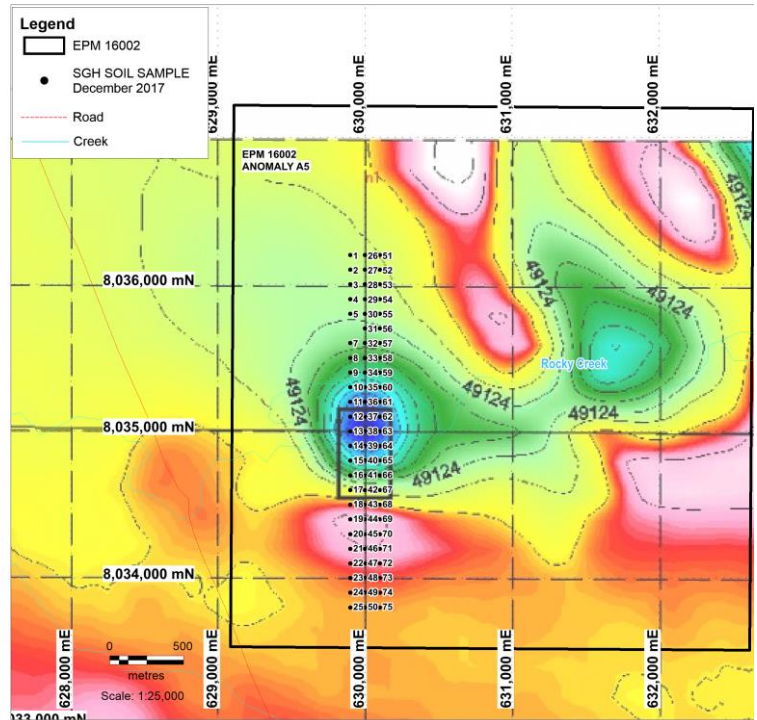 Legend
EPM 16002
SGH SOIL SAMPLE
December 2017
Road
Creek
629,000 mE
630,000 mE
631,000 mE
632,000 mE
EPM 16002
ANOMALY A5
n1
49124
1 26 51
2 27 52
8,036,000 mN
3 28 53
4 29 54
5 30 55
31 56
7 32 57
8 33 58
9 34 59
10 35 60
11 36 61
12 37 62
13 38 63
14 39 64
15 40 65
16 41 66
17 42 67
18 43 68
19 44 69
20 45 70
21 46 71
22 47 72
23 48 73
24 49 74
25 50 75
49124
49124
Rocky Creek
49124
49124
49124
49124
8,035,000 mN
8,034,000 mN
0 500
metres
Scale: 1:25,000
628,000 mE
629,000 mE
630,000 mE
631,000 mE
632,000 mE
033,000 mN